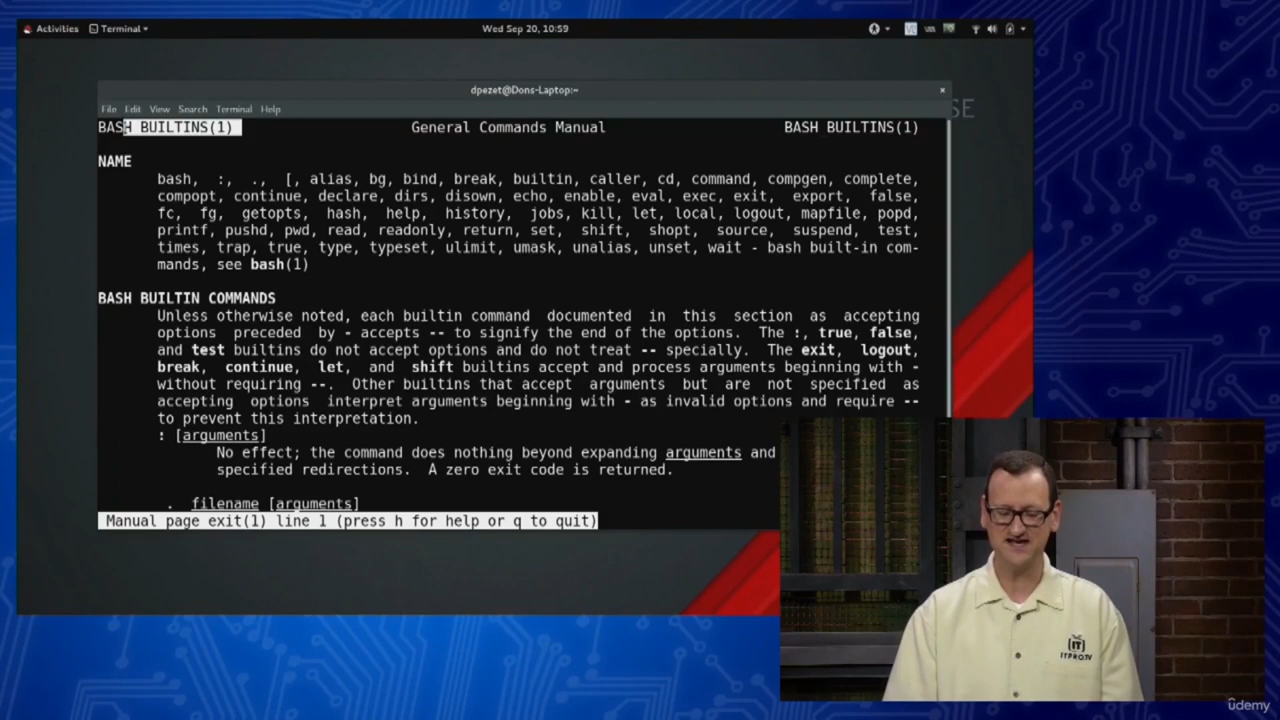 Activities Terminal Wed Sep 20, 10:59
dpezet@Dons-Laptop:~ ×
SE
File Edit View Search Terminal Help
BASH BUILTINS(1) General Commands Manual BASH BUILTINS(1)
NAME
bash, :, ., [, alias, bg, bind, break, builtin, caller, cd, command, compgen, complete,
compopt, continue, declare, dirs, disown, echo, enable, eval, exec, exit, export, false,
fc, fg, getopts, hash, help, history, jobs, kill, let, local, logout, mapfile, popd,
printf, pushd, pwd, read, readonly, return, set, shift, shopt, source, suspend, test,
times, trap, true, type, typeset, ulimit, umask, unalias, unset, wait - bash built-in com-
mands, see bash(1)
BASH BUILTIN COMMANDS
Unless otherwise noted, each builtin command documented in this section as accepting
options preceded by - accepts -- to signify the end of the options. The :, true, false,
and test builtins do not accept options and do not treat -- specially. The exit, logout,
break, continue, let, and shift builtins accept and process arguments beginning with -
without requiring --. Other builtins that accept arguments but are not specified as
accepting options interpret arguments beginning with - as invalid options and require --
to prevent this interpretation.
: [arguments]
No effect; the command does nothing beyond expanding arguments and
specified redirections. A zero exit code is returned.
. filename [arguments]
Manual page exit(1) line 1 (press h for help or q to quit)
IT
ITPRO.TV
udemy